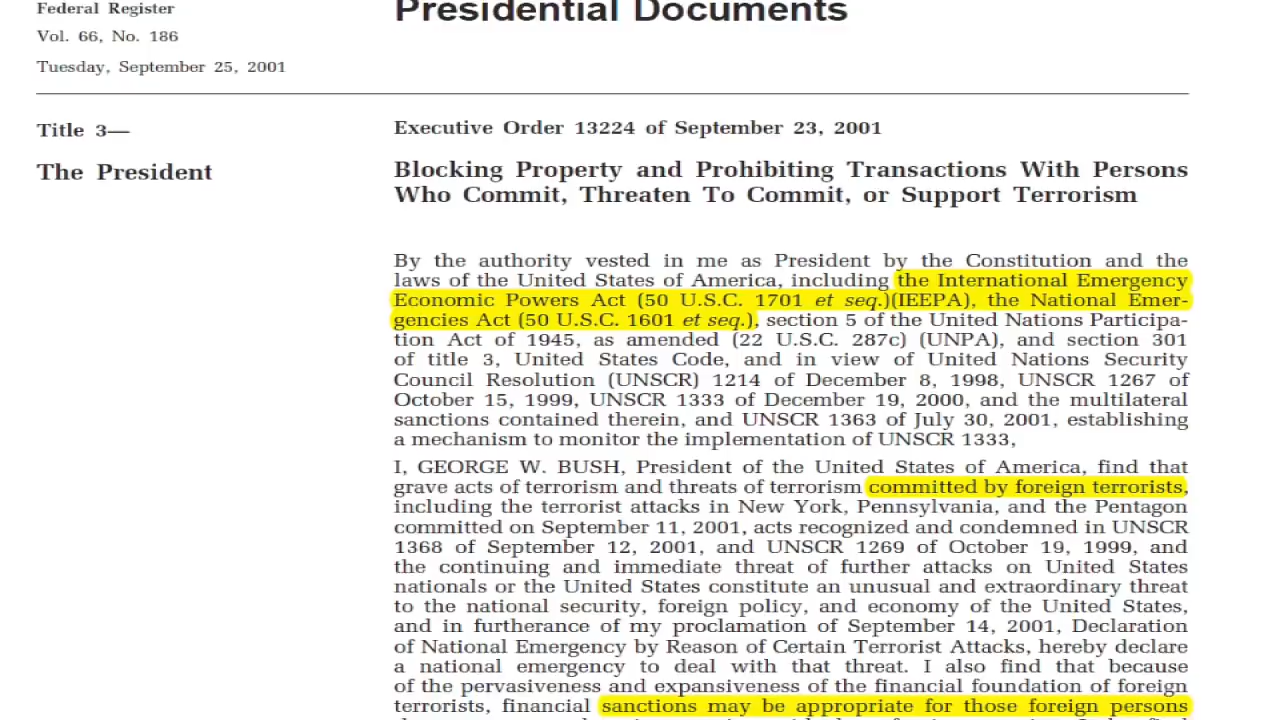 Federal Register
Vol. 66, No. 186
Tuesday, September 25, 2001
Presidential Documents
Title 3—
The President
Executive Order 13224 of September 23, 2001
Blocking Property and Prohibiting Transactions With Persons
Who Commit, Threaten To Commit, or Support Terrorism
By the authority vested in me as President by the Constitution and the
laws of the United States of America, including the International Emergency
Economic Powers Act (50 U.S.C. 1701 et seq.)(IEEPA), the National Emer-
gencies Act (50 U.S.C. 1601 et seq.), section 5 of the United Nations Participa-
tion Act of 1945, as amended (22 U.S.C. 287c) (UNPA), and section 301
of title 3, United States Code, and in view of United Nations Security
Council Resolution (UNSCR) 1214 of December 8, 1998, UNSCR 1267 of
October 15, 1999, UNSCR 1333 of December 19, 2000, and the multilateral
sanctions contained therein, and UNSCR 1363 of July 30, 2001, establishing
a mechanism to monitor the implementation of UNSCR 1333,
I, GEORGE W. BUSH, President of the United States of America, find that
grave acts of terrorism and threats of terrorism committed by foreign terrorists,
including the terrorist attacks in New York, Pennsylvania, and the Pentagon
committed on September 11, 2001, acts recognized and condemned in UNSCR
1368 of September 12, 2001, and UNSCR 1269 of October 19, 1999, and
the continuing and immediate threat of further attacks on United States
nationals or the United States constitute an unusual and extraordinary threat
to the national security, foreign policy, and economy of the United States,
and in furtherance of my proclamation of September 14, 2001, Declaration
of National Emergency by Reason of Certain Terrorist Attacks, hereby declare
a national emergency to deal with that threat. I also find that because
of the pervasiveness and expansiveness of the financial foundation of foreign
terrorists, financial sanctions may be appropriate for those foreign persons